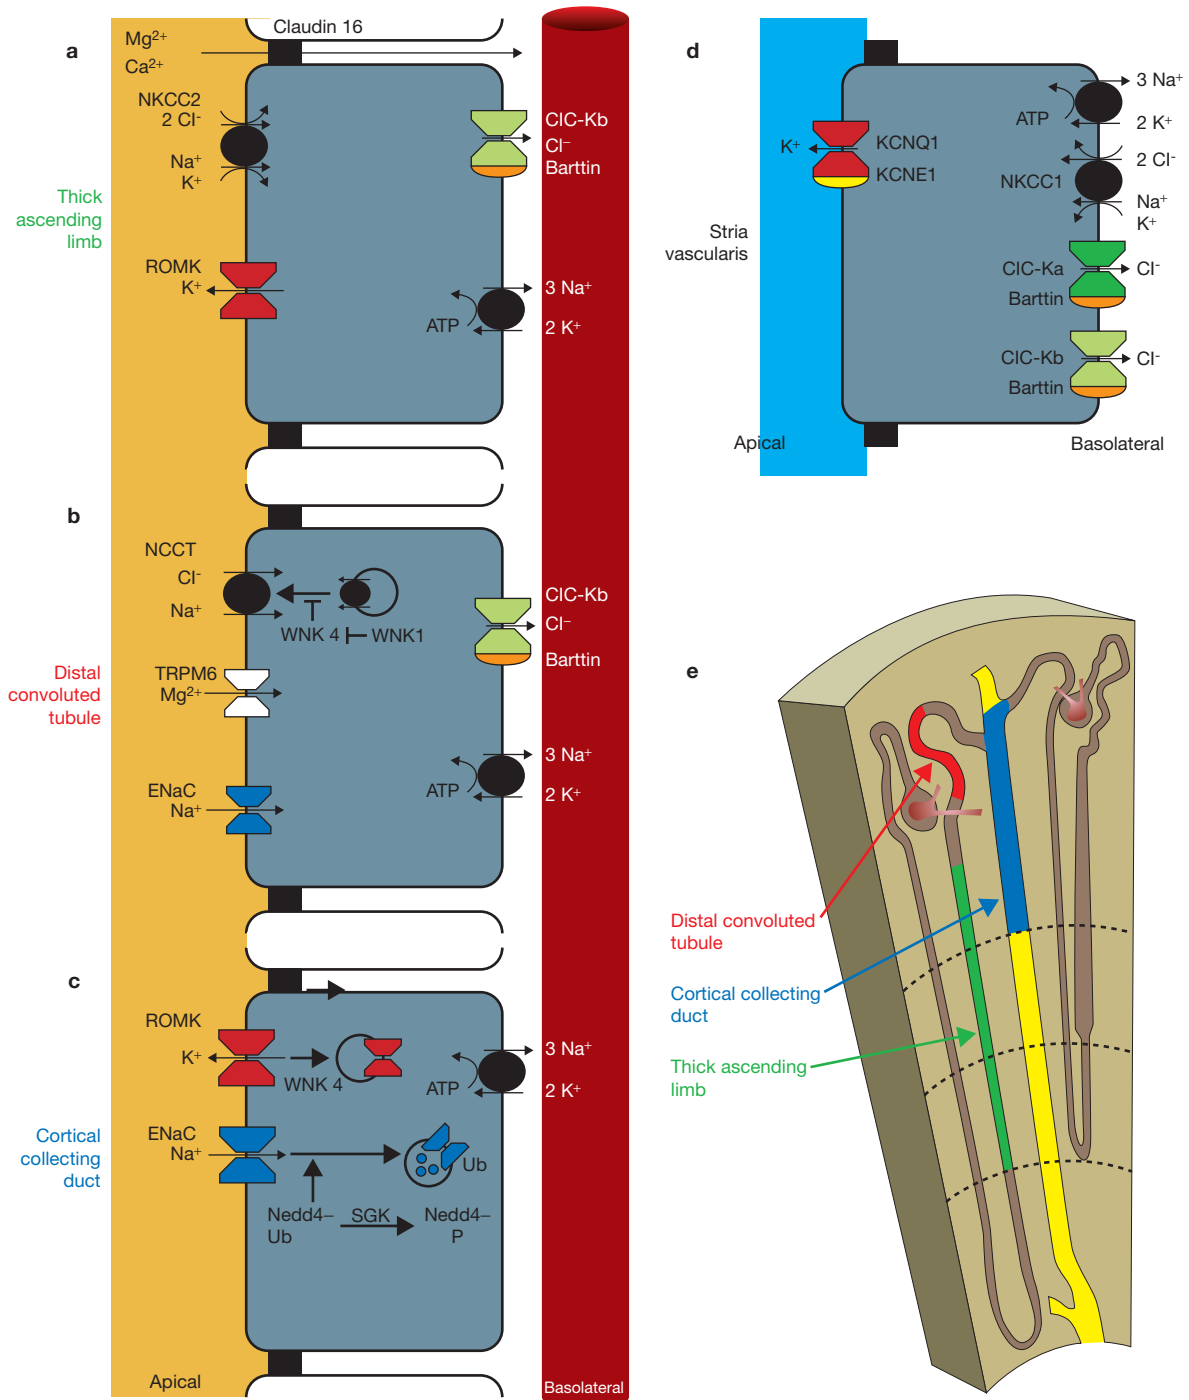 a
Claudin 16
Mg²⁺
Ca²⁺
NKCC2
2 Cl⁻
Na⁺
K⁺
Thick
ascending
limb
ROMK
K⁺
ClC-Kb
Cl⁻
Barttin
3 Na⁺
ATP
2 K⁺
b
NCCT
Cl⁻
Na⁺
WNK 4
WNK1
ClC-Kb
Cl⁻
Barttin
Distal
convoluted
tubule
TRPM6
Mg²⁺
ENaC
Na⁺
3 Na⁺
ATP
2 K⁺
c
ROMK
K⁺
WNK 4
3 Na⁺
ATP
2 K⁺
Cortical
collecting
duct
ENaC
Na⁺
Ub
Nedd4–
Ub
SGK
Nedd4–
P
Apical
Basolateral
d
3 Na⁺
ATP
2 K⁺
K⁺
KCNQ1
KCNE1
2 Cl⁻
NKCC1
Na⁺
K⁺
Stria
vascularis
ClC-Ka
Cl⁻
Barttin
ClC-Kb
Cl⁻
Barttin
Apical
Basolateral
e
Distal convoluted
tubule
Cortical collecting
duct
Thick ascending
limb